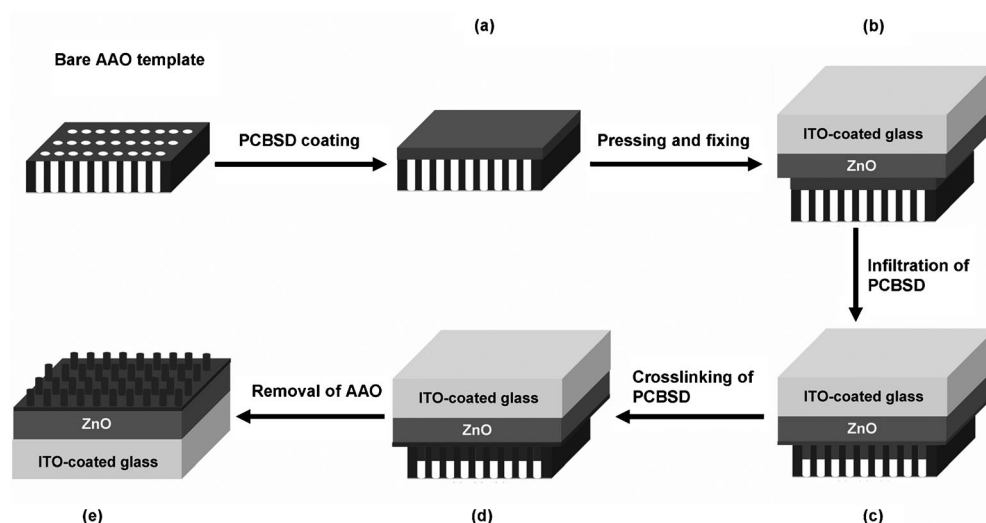 (a)
(b)
Bare AAO template
PCBSD coating
Pressing and fixing
ITO-coated glass
ZnO
Infiltration of
PCBSD
ITO-coated glass
ZnO
Crosslinking of
PCBSD
ITO-coated glass
ZnO
Removal of AAO
ZnO
ITO-coated glass
(e)
(d)
(c)